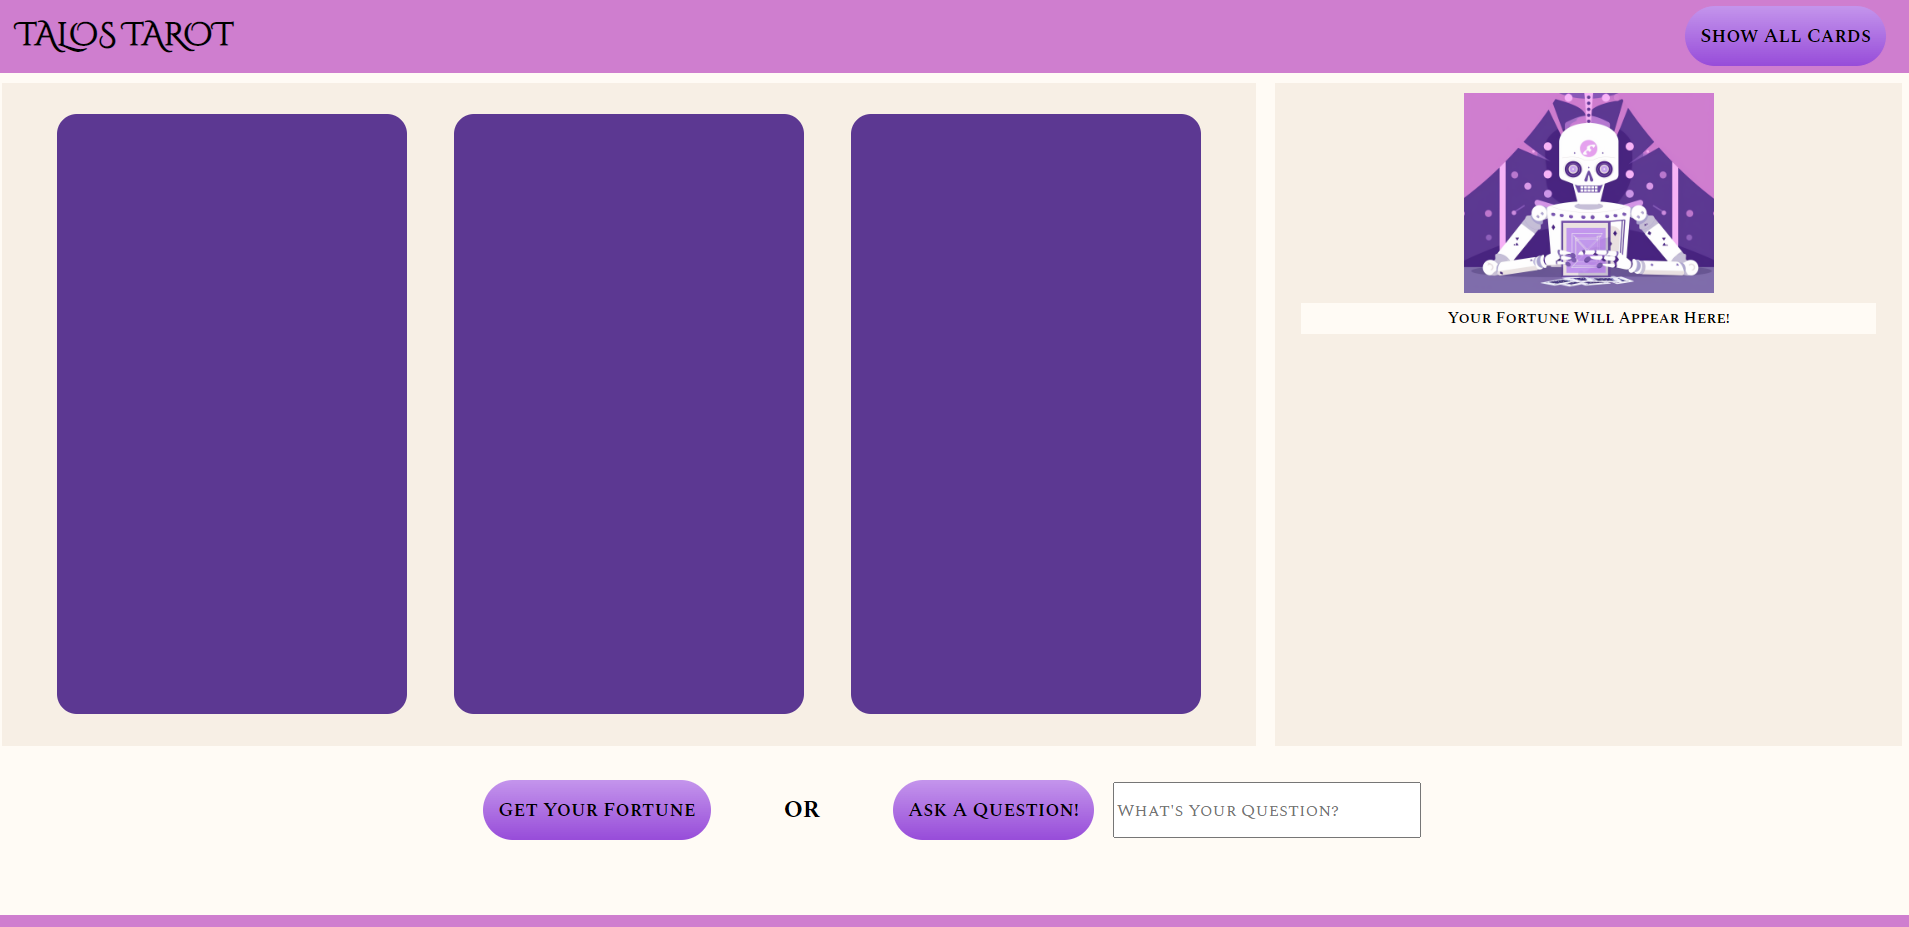 TALOS TAROT
Show All Cards
Your Fortune Will Appear Here!
Get Your Fortune
OR
Ask A Question!
What's Your Question?